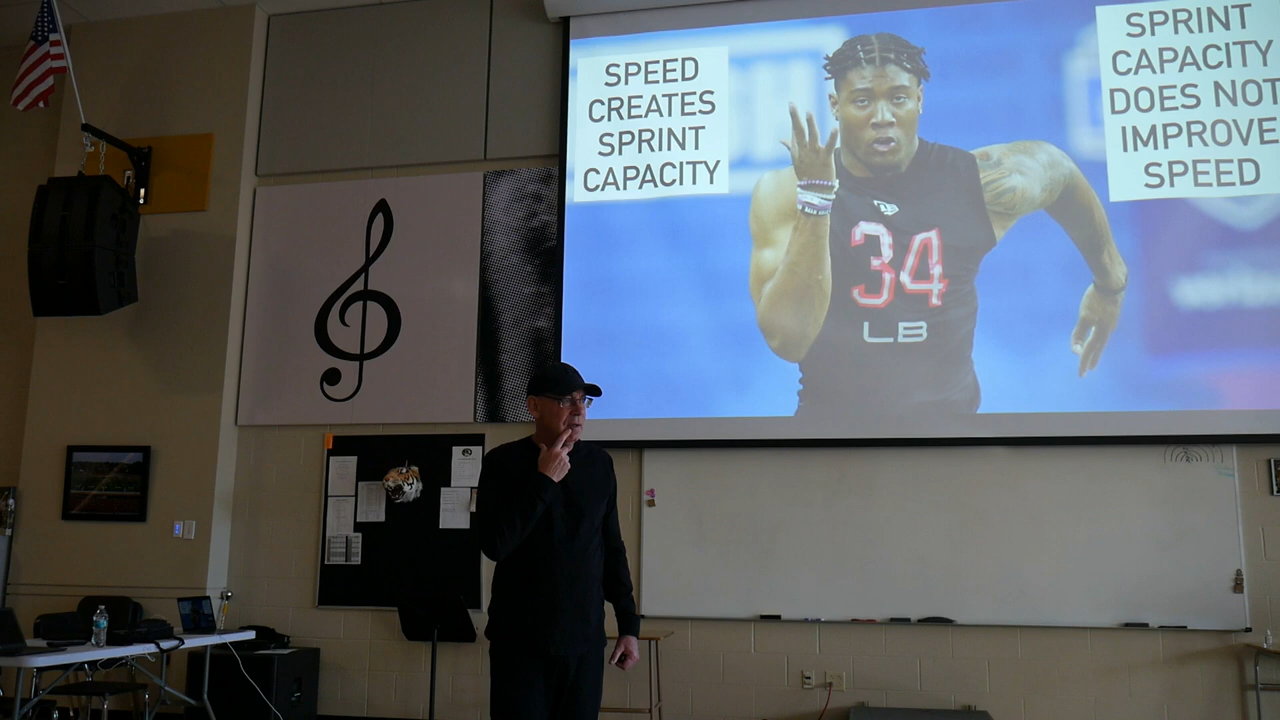 SPEED
CREATES
SPRINT
CAPACITY
SPRINT
CAPACITY
DOES NOT
IMPROVE
SPEED
34
LB